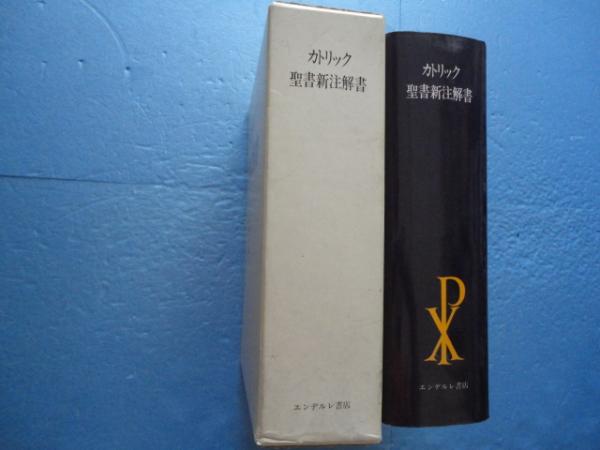 カトリック
聖書新注解書
エンデルレ書店
カトリック
聖書新注解書
エンデルレ書店